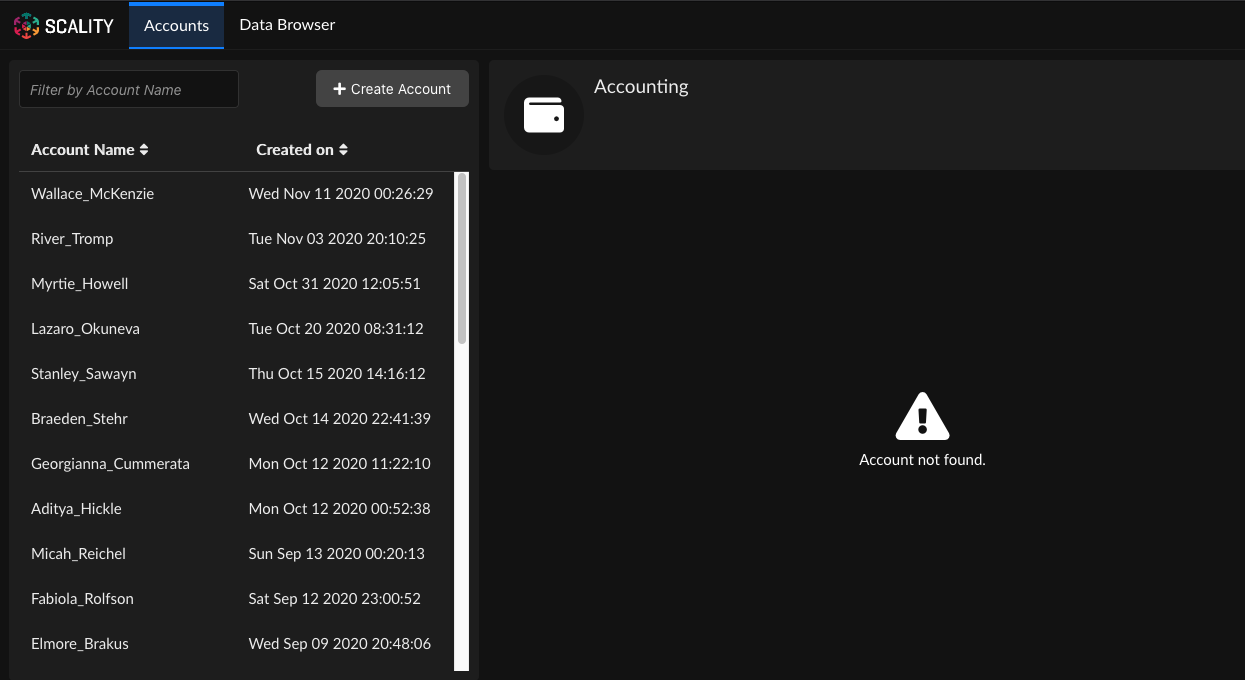 SCALITY Accounts Data Browser
Filter by Account Name Create Account
Accounting
Account Name Created on
Wallace_McKenzie Wed Nov 11 2020 00:26:29
River_Tromp Tue Nov 03 2020 20:10:25
Myrtie_Howell Sat Oct 31 2020 12:05:51
Lazaro_Okuneva Tue Oct 20 2020 08:31:12
Stanley_Sawayn Thu Oct 15 2020 14:16:12
Braeden_Stehr Wed Oct 14 2020 22:41:39
Georgianna_Cummerata Mon Oct 12 2020 11:22:10
Aditya_Hickle Mon Oct 12 2020 00:52:38
Micah_Reichel Sun Sep 13 2020 00:20:13
Fabiola_Rolfson Sat Sep 12 2020 23:00:52
Elmore_Brakus Wed Sep 09 2020 20:48:06
Account not found.